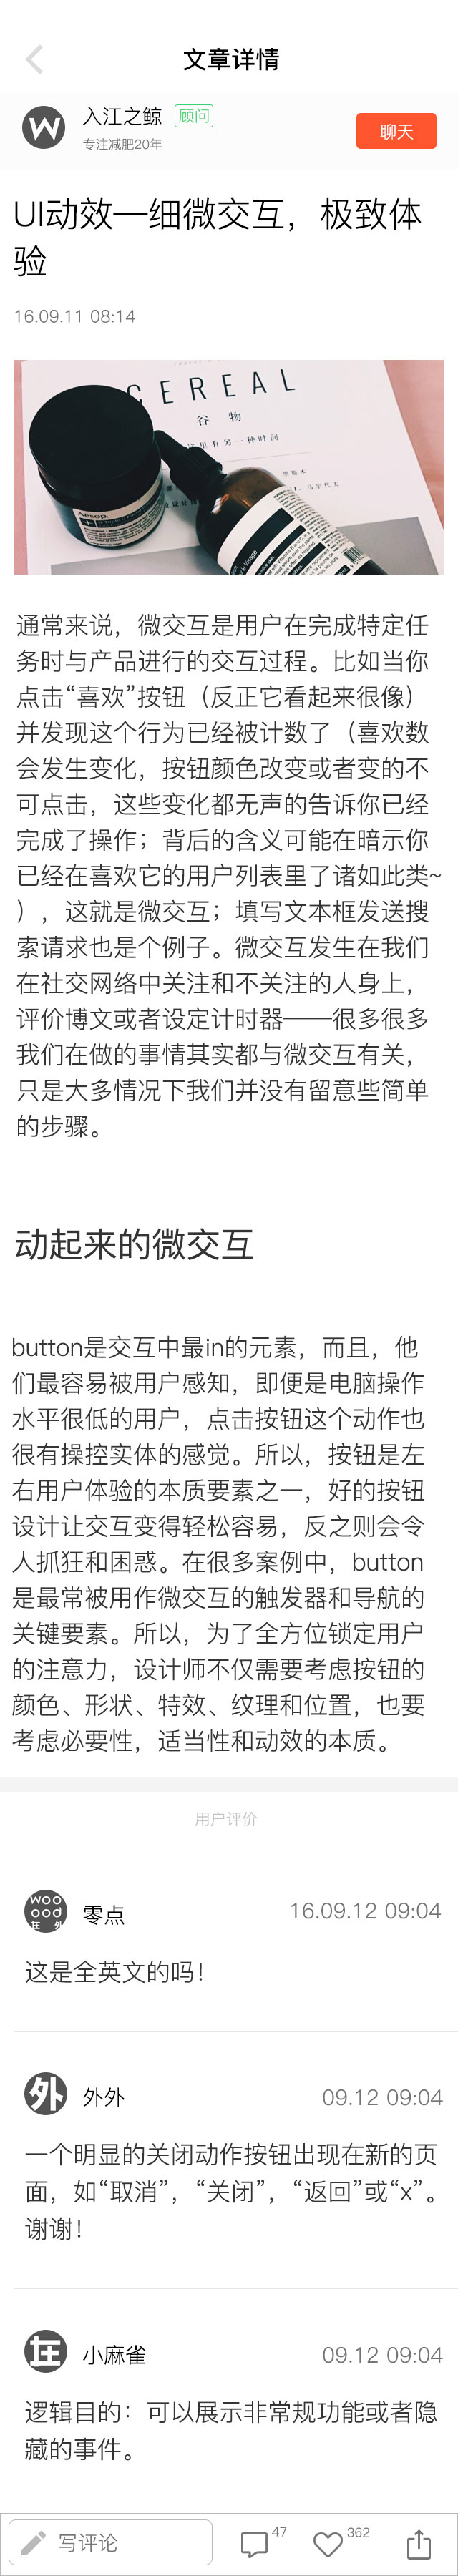 文章详情
W
入江之鲸 顾问
专注减肥20年
聊天
UI动效—细微交互，极致体
验
16.09.11 08:14
CEREAL
谷物
里斯本
Aēsop.
通常来说，微交互是用户在完成特定任
务时与产品进行的交互过程。比如当你
点击“喜欢”按钮（反正它看起来很像）
并发现这个行为已经被计数了（喜欢数
会发生变化，按钮颜色改变或者变的不
可点击，这些变化都无声的告诉你已经
完成了操作；背后的含义可能在暗示你
已经在喜欢它的用户列表里了诸如此类~
），这就是微交互；填写文本框发送搜
索请求也是个例子。微交互发生在我们
在社交网络中关注和不关注的人身上，
评价博文或者设定计时器——很多很多
我们在做的事情其实都与微交互有关，
只是大多情况下我们并没有留意些简单
的步骤。
动起来的微交互
button是交互中最in的元素，而且，他
们最容易被用户感知，即便是电脑操作
水平很低的用户，点击按钮这个动作也
很有操控实体的感觉。所以，按钮是左
右用户体验的本质要素之一，好的按钮
设计让交互变得轻松容易，反之则会令
人抓狂和困惑。在很多案例中，button
是最常被用作微交互的触发器和导航的
关键要素。所以，为了全方位锁定用户
的注意力，设计师不仅需要考虑按钮的
颜色、形状、特效、纹理和位置，也要
考虑必要性，适当性和动效的本质。
用户评价
woo
ood
在外
零点
16.09.12 09:04
这是全英文的吗！
外
外外
09.12 09:04
一个明显的关闭动作按钮出现在新的页
面，如“取消”，“关闭”，“返回”或“x”。
谢谢！
在
小麻雀
09.12 09:04
逻辑目的：可以展示非常规功能或者隐
藏的事件。
写评论
47
362